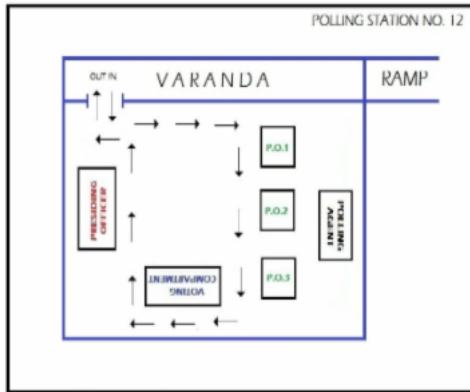 POLLING STATION NO. 12
OUT IN
VARANDA
RAMP
P.O.1
PRESIDING
OFFICER
P.O.2
POLLING
AGENT
P.O.3
VOTING
COMPARTMENT